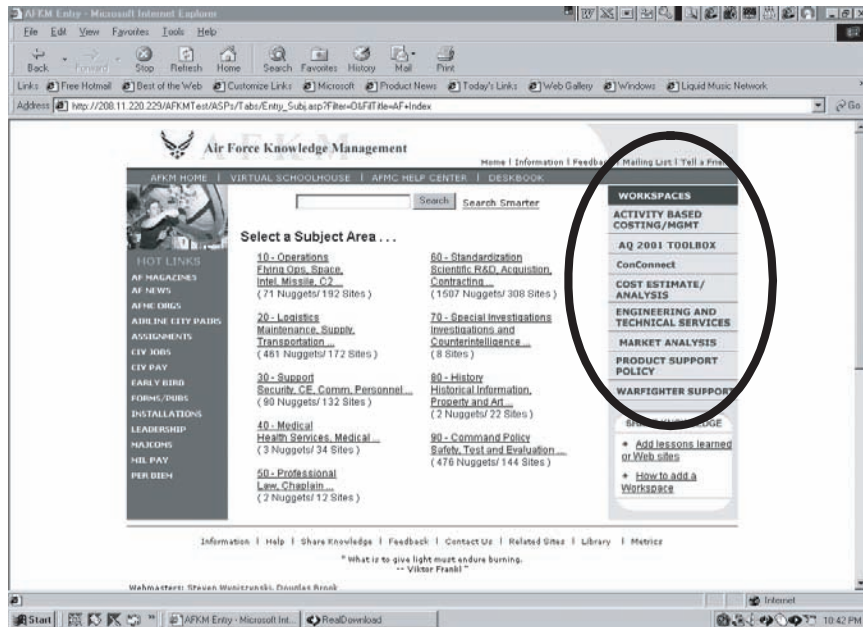 AFKM Entry - Microsoft Internet Explorer
File Edit View Favorites Tools Help
Back Forward Stop Refresh Home Search Favorites History Mail Print
Links Free Hotmail Best of the Web Customize Links Microsoft Product News Today's Links Web Gallery Windows Liquid Music Network
Address http://208.11.220.229/AFKMTest/ASPs/Tabs/Entry_Subj.asp?Filter=0&FilTitle=AF+Index Go
AFKM
Air Force Knowledge Management
Home | Information | Feedback | Mailing List | Tell a Friend
AFKM HOME | VIRTUAL SCHOOLHOUSE | AFMC HELP CENTER | DESKBOOK
Search Search Smarter
HOT LINKS
AF MAGAZINES
AF NEWS
AFMC ORGS
AIRLINE CITY PAIRS
ASSIGNMENTS
CIV JOBS
CIV PAY
EARLY BIRD
FORMS/PUBS
INSTALLATIONS
LEADERSHIP
MAJCOMS
MIL PAY
PER DIEM
Select a Subject Area . . .
10 - Operations
Flying Ops, Space,
Intel, Missile, C2 ...
( 71 Nuggets/ 192 Sites )
20 - Logistics
Maintenance, Supply,
Transportation ...
( 461 Nuggets/ 172 Sites )
30 - Support
Security, CE, Comm, Personnel ...
( 90 Nuggets/ 132 Sites )
40 - Medical
Health Services, Medical ...
( 3 Nuggets/ 34 Sites )
50 - Professional
Law, Chaplain ...
( 2 Nuggets/ 12 Sites )
60 - Standardization
Scientific R&D, Acquistion,
Contracting ...
( 1507 Nuggets/ 308 Sites )
70 - Special Investigations
Investigations and
Counterintelligence ...
( 8 Sites )
80 - History
Historical Information,
Property and Art ...
( 2 Nuggets/ 22 Sites )
90 - Command Policy
Safety, Test and Evaluation ...
( 476 Nuggets/ 144 Sites )
WORKSPACES
ACTIVITY BASED
COSTING/MGMT
AQ 2001 TOOLBOX
ConConnect
COST ESTIMATE/
ANALYSIS
ENGINEERING AND
TECHNICAL SERVICES
MARKET ANALYSIS
PRODUCT SUPPORT
POLICY
WARFIGHTER SUPPORT
SHARE KNOWLEDGE
Add lessons learned
or Web sites
How to add a
Workspace
Information | Help | Share Knowledge | Feedback | Contact Us | Related Sites | Library | Metrics
" What is to give light must endure burning.
-- Viktor Frankl "
Webmasters: Steven Douglas Brook
Internet
Start AFKM Entry - Microsoft Int... RealDownload 10:42 PM